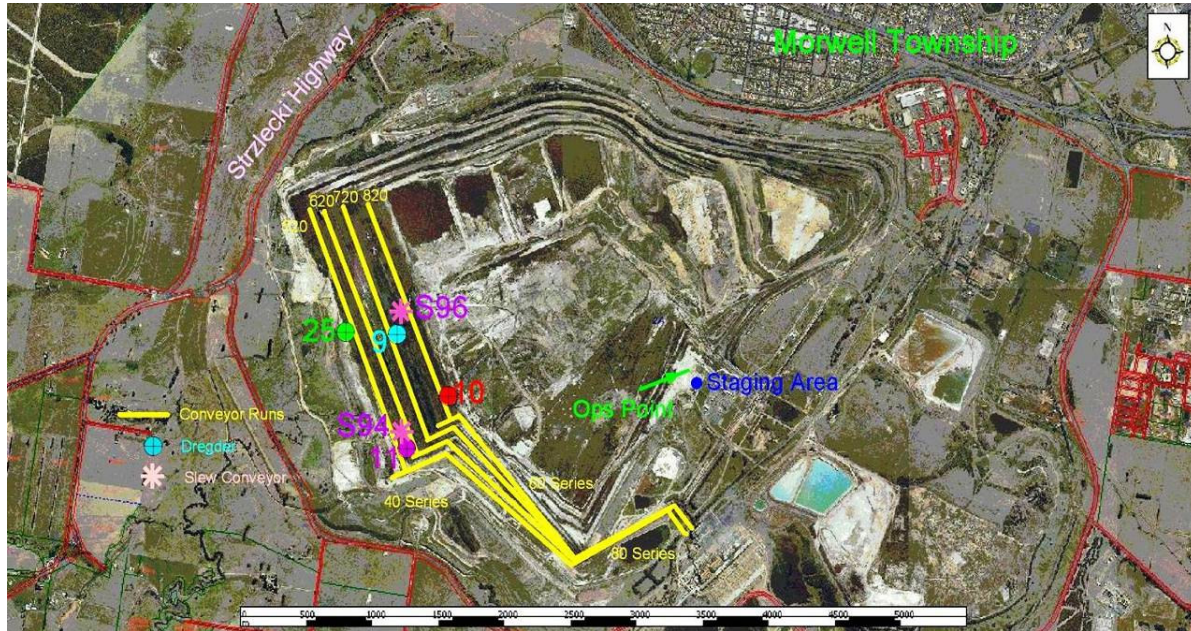 Morwell Township
N
Strzlecki Highway
620
720
820
S96
25
9
10
Staging Area
Ops Point
Conveyor Runs
S94
11
Dregder
Slew Conveyor
40 Series
60 Series
80 Series
0 500 1000 1500 2000 2500 3000 3500 4000 4500 5000